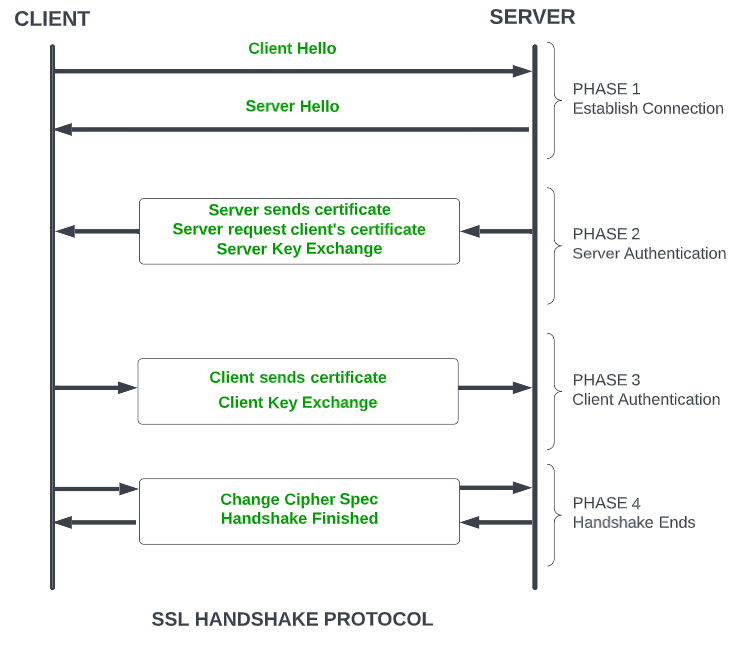 CLIENT
SERVER
Client Hello
Server Hello
PHASE 1
Establish Connection
Server sends certificate
Server request client's certificate
Server Key Exchange
PHASE 2
Server Authentication
Client sends certificate
Client Key Exchange
PHASE 3
Client Authentication
Change Cipher Spec
Handshake Finished
PHASE 4
Handshake Ends
SSL HANDSHAKE PROTOCOL